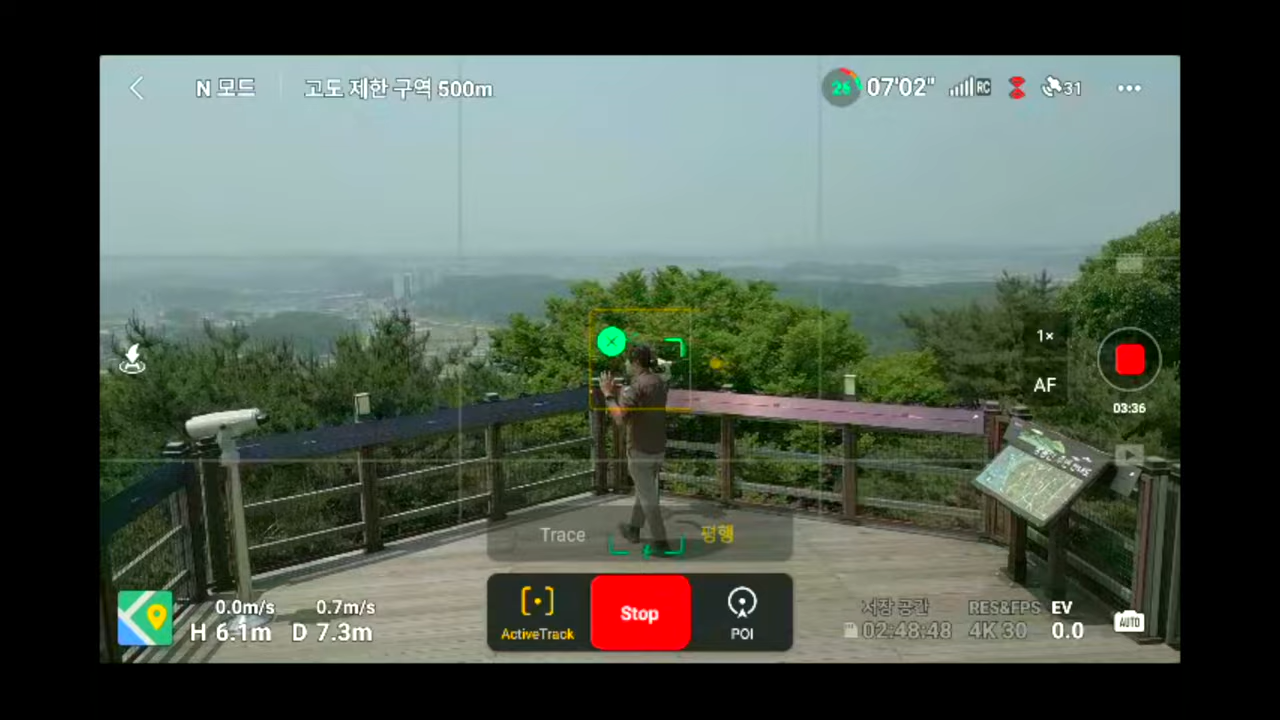 N 모드
고도 제한 구역 500m
26
07'02"
RC
31
1×
AF
03:36
Trace
평행
0.0m/s
0.7m/s
H 6.1m
D 7.3m
ActiveTrack
Stop
POI
저장 공간
02:48:48
RES&FPS
4K 30
EV
0.0
AUTO